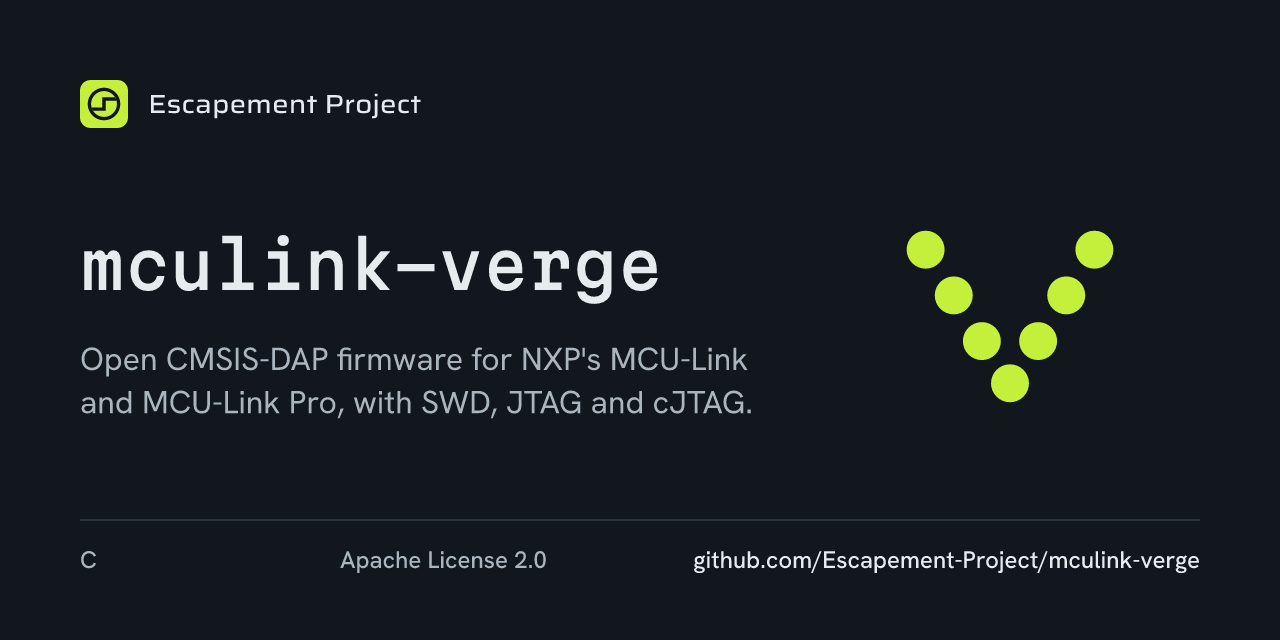 Escapement Project
mculink-verge
Open CMSIS-DAP firmware for NXP's MCU-Link
and MCU-Link Pro, with SWD, JTAG and cJTAG.
C
Apache License 2.0
github.com/Escapement-Project/mculink-verge